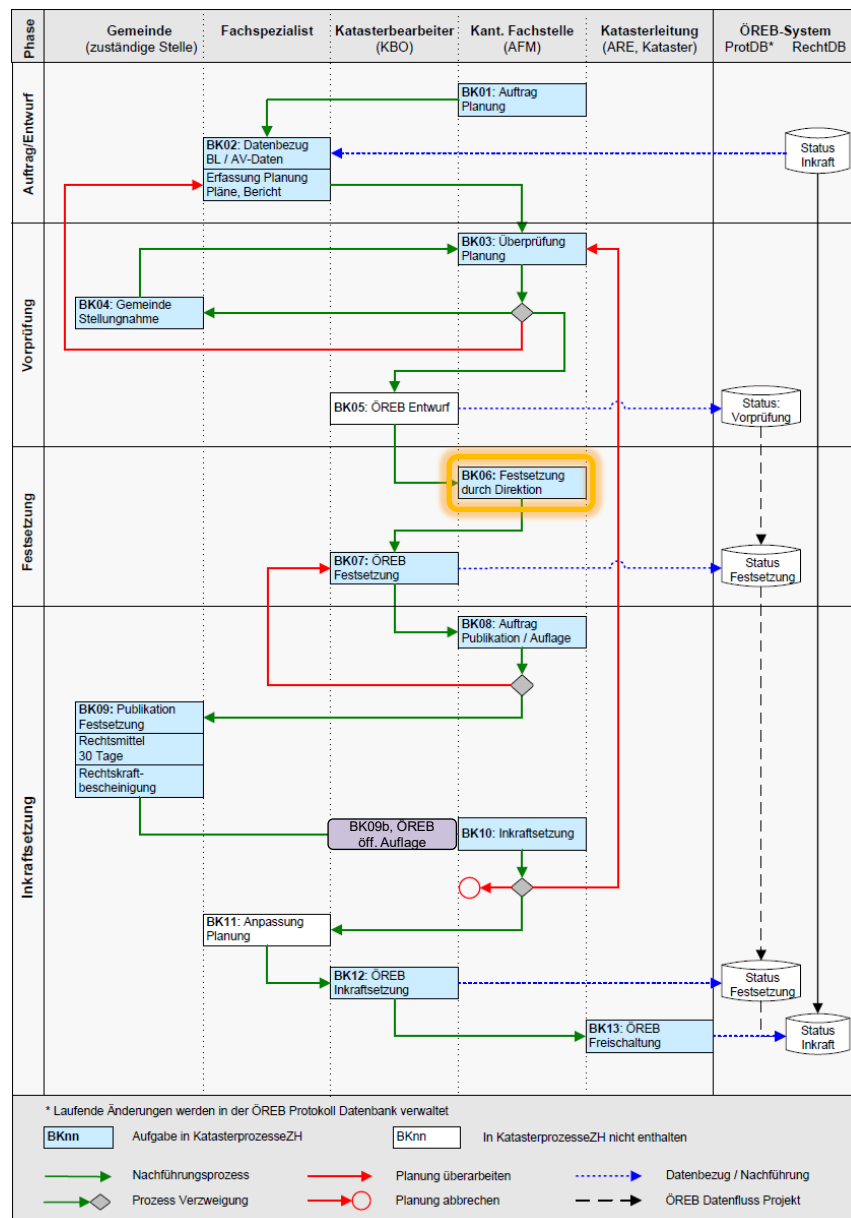 Phase
Gemeinde
(zuständige Stelle)
Fachspezialist
Katasterbearbeiter
(KBO)
Kant. Fachstelle
(AFM)
Katasterleitung
(ARE, Kataster)
ÖREB-System
ProtDB* RechtDB
Auftrag/Entwurf
BK01: Auftrag
Planung
BK02: Datenbezug
BL / AV-Daten
Erfassung Planung
Pläne, Bericht
Status
Inkraft
Vorprüfung
BK03: Überprüfung
Planung
BK04: Gemeinde
Stellungnahme
BK05: ÖREB Entwurf
Status:
Vorprüfung
Festsetzung
BK06: Festsetzung
durch Direktion
BK07: ÖREB
Festsetzung
Status
Festsetzung
Inkraftsetzung
BK08: Auftrag
Publikation / Auflage
BK09: Publikation
Festsetzung
Rechtsmittel
30 Tage
Rechtskraft-
bescheinigung
BK09b, ÖREB
öff. Auflage
BK10: Inkraftsetzung
BK11: Anpassung
Planung
BK12: ÖREB
Inkraftsetzung
Status
Festsetzung
BK13: ÖREB
Freischaltung
Status
Inkraft
* Laufende Änderungen werden in der ÖREB Protokoll Datenbank verwaltet
BKnn Aufgabe in KatasterprozesseZH BKnn In KatasterprozesseZH nicht enthalten
Nachführungsprozess Planung überarbeiten Datenbezug / Nachführung
Prozess Verzweigung Planung abbrechen ÖREB Datenfluss Projekt